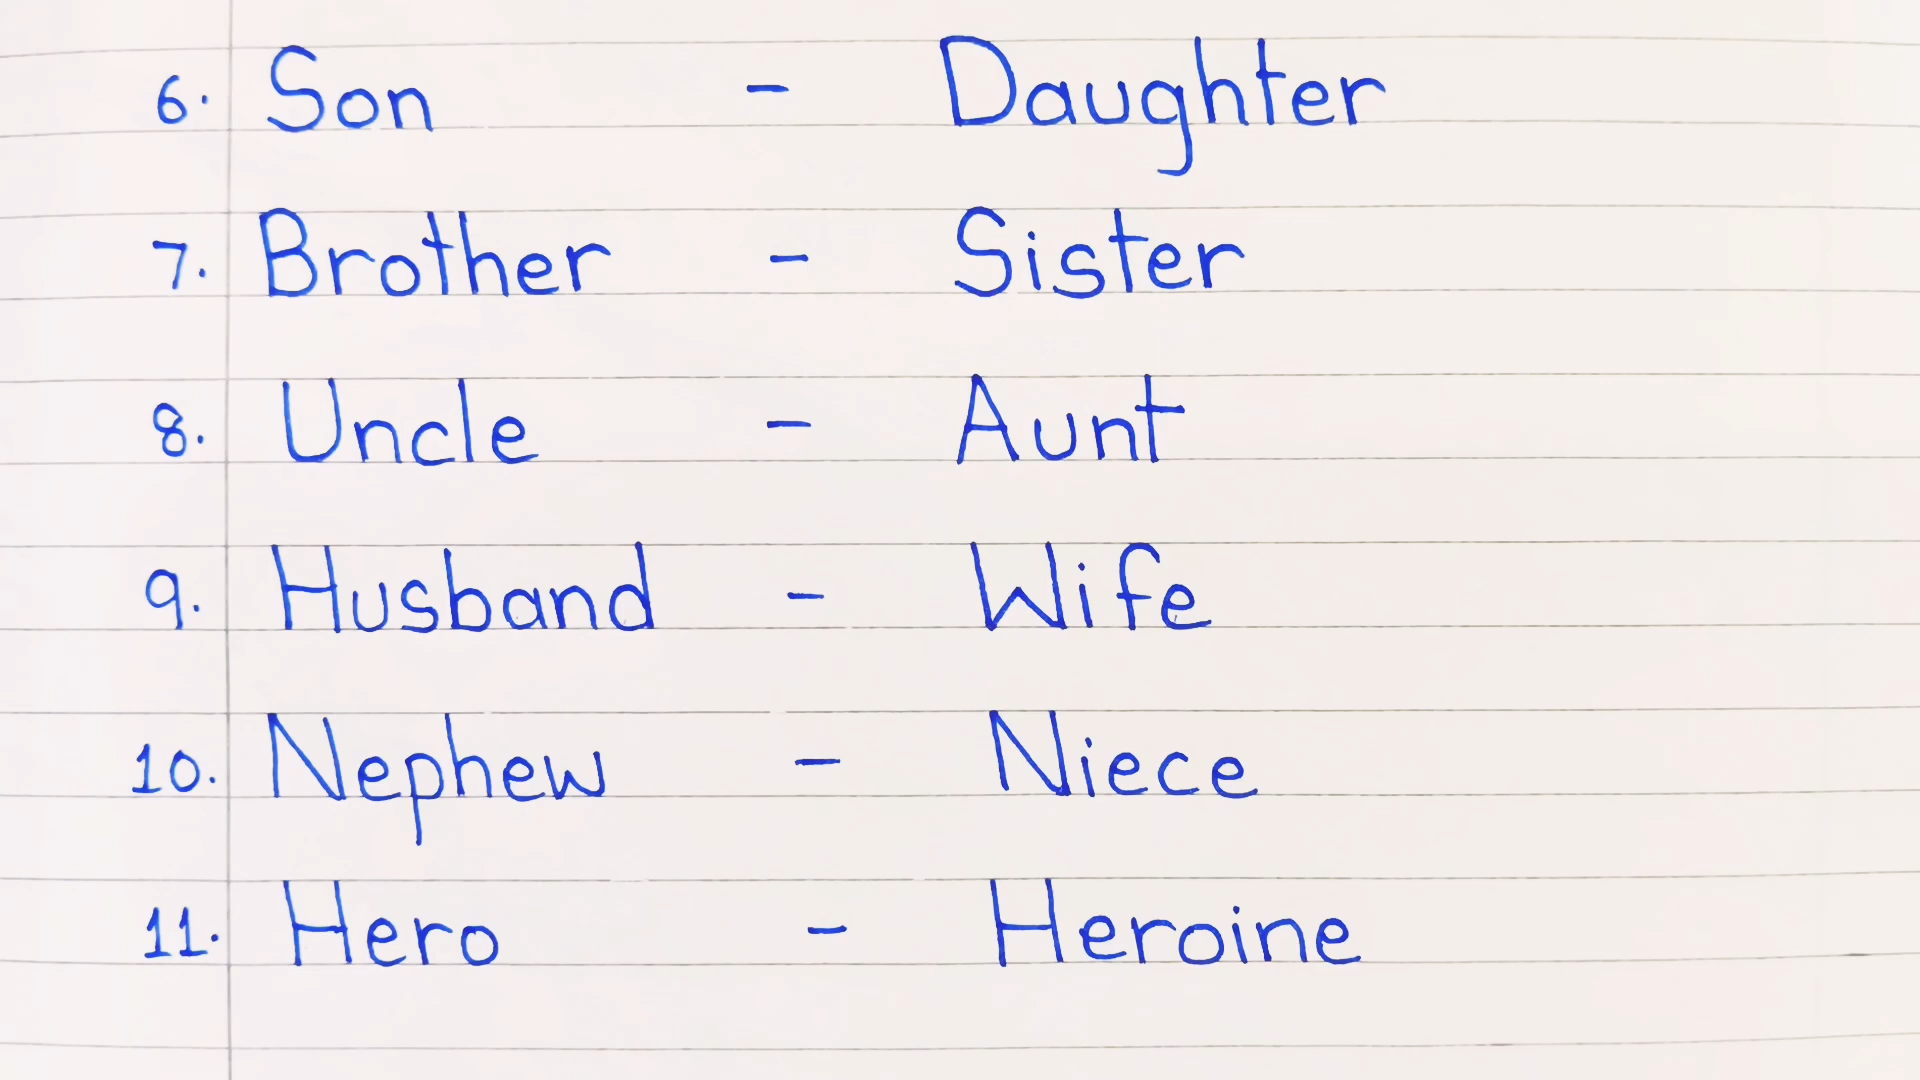 6. Son - Daughter
7. Brother - Sister
8. Uncle - Aunt
9. Husband - Wife
10. Nephew - Niece
11. Hero - Heroine